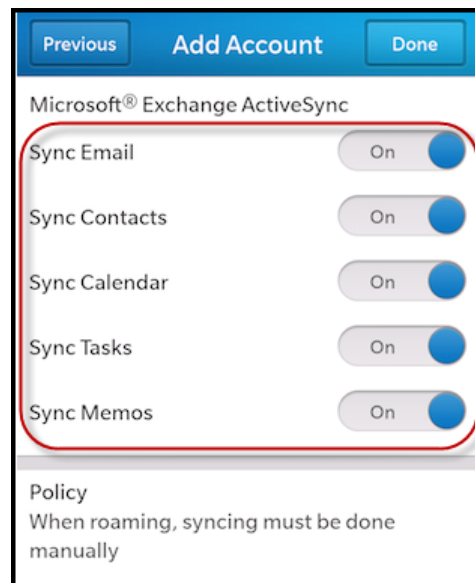 Previous Add Account Done
Microsoft® Exchange ActiveSync
Sync Email On
Sync Contacts On
Sync Calendar On
Sync Tasks On
Sync Memos On
Policy
When roaming, syncing must be done
manually